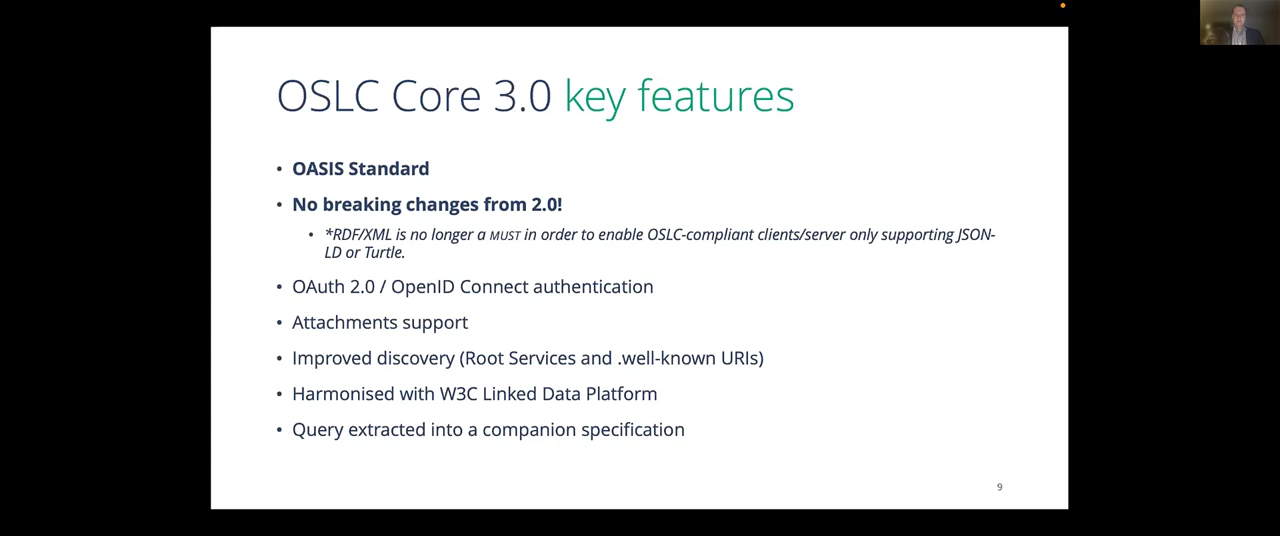 OSLC Core 3.0 key features
• OASIS Standard
• No breaking changes from 2.0!
• *RDF/XML is no longer a MUST in order to enable OSLC-compliant clients/server only supporting JSON-
LD or Turtle.
• OAuth 2.0 / OpenID Connect authentication
• Attachments support
• Improved discovery (Root Services and .well-known URIs)
• Harmonised with W3C Linked Data Platform
• Query extracted into a companion specification
9